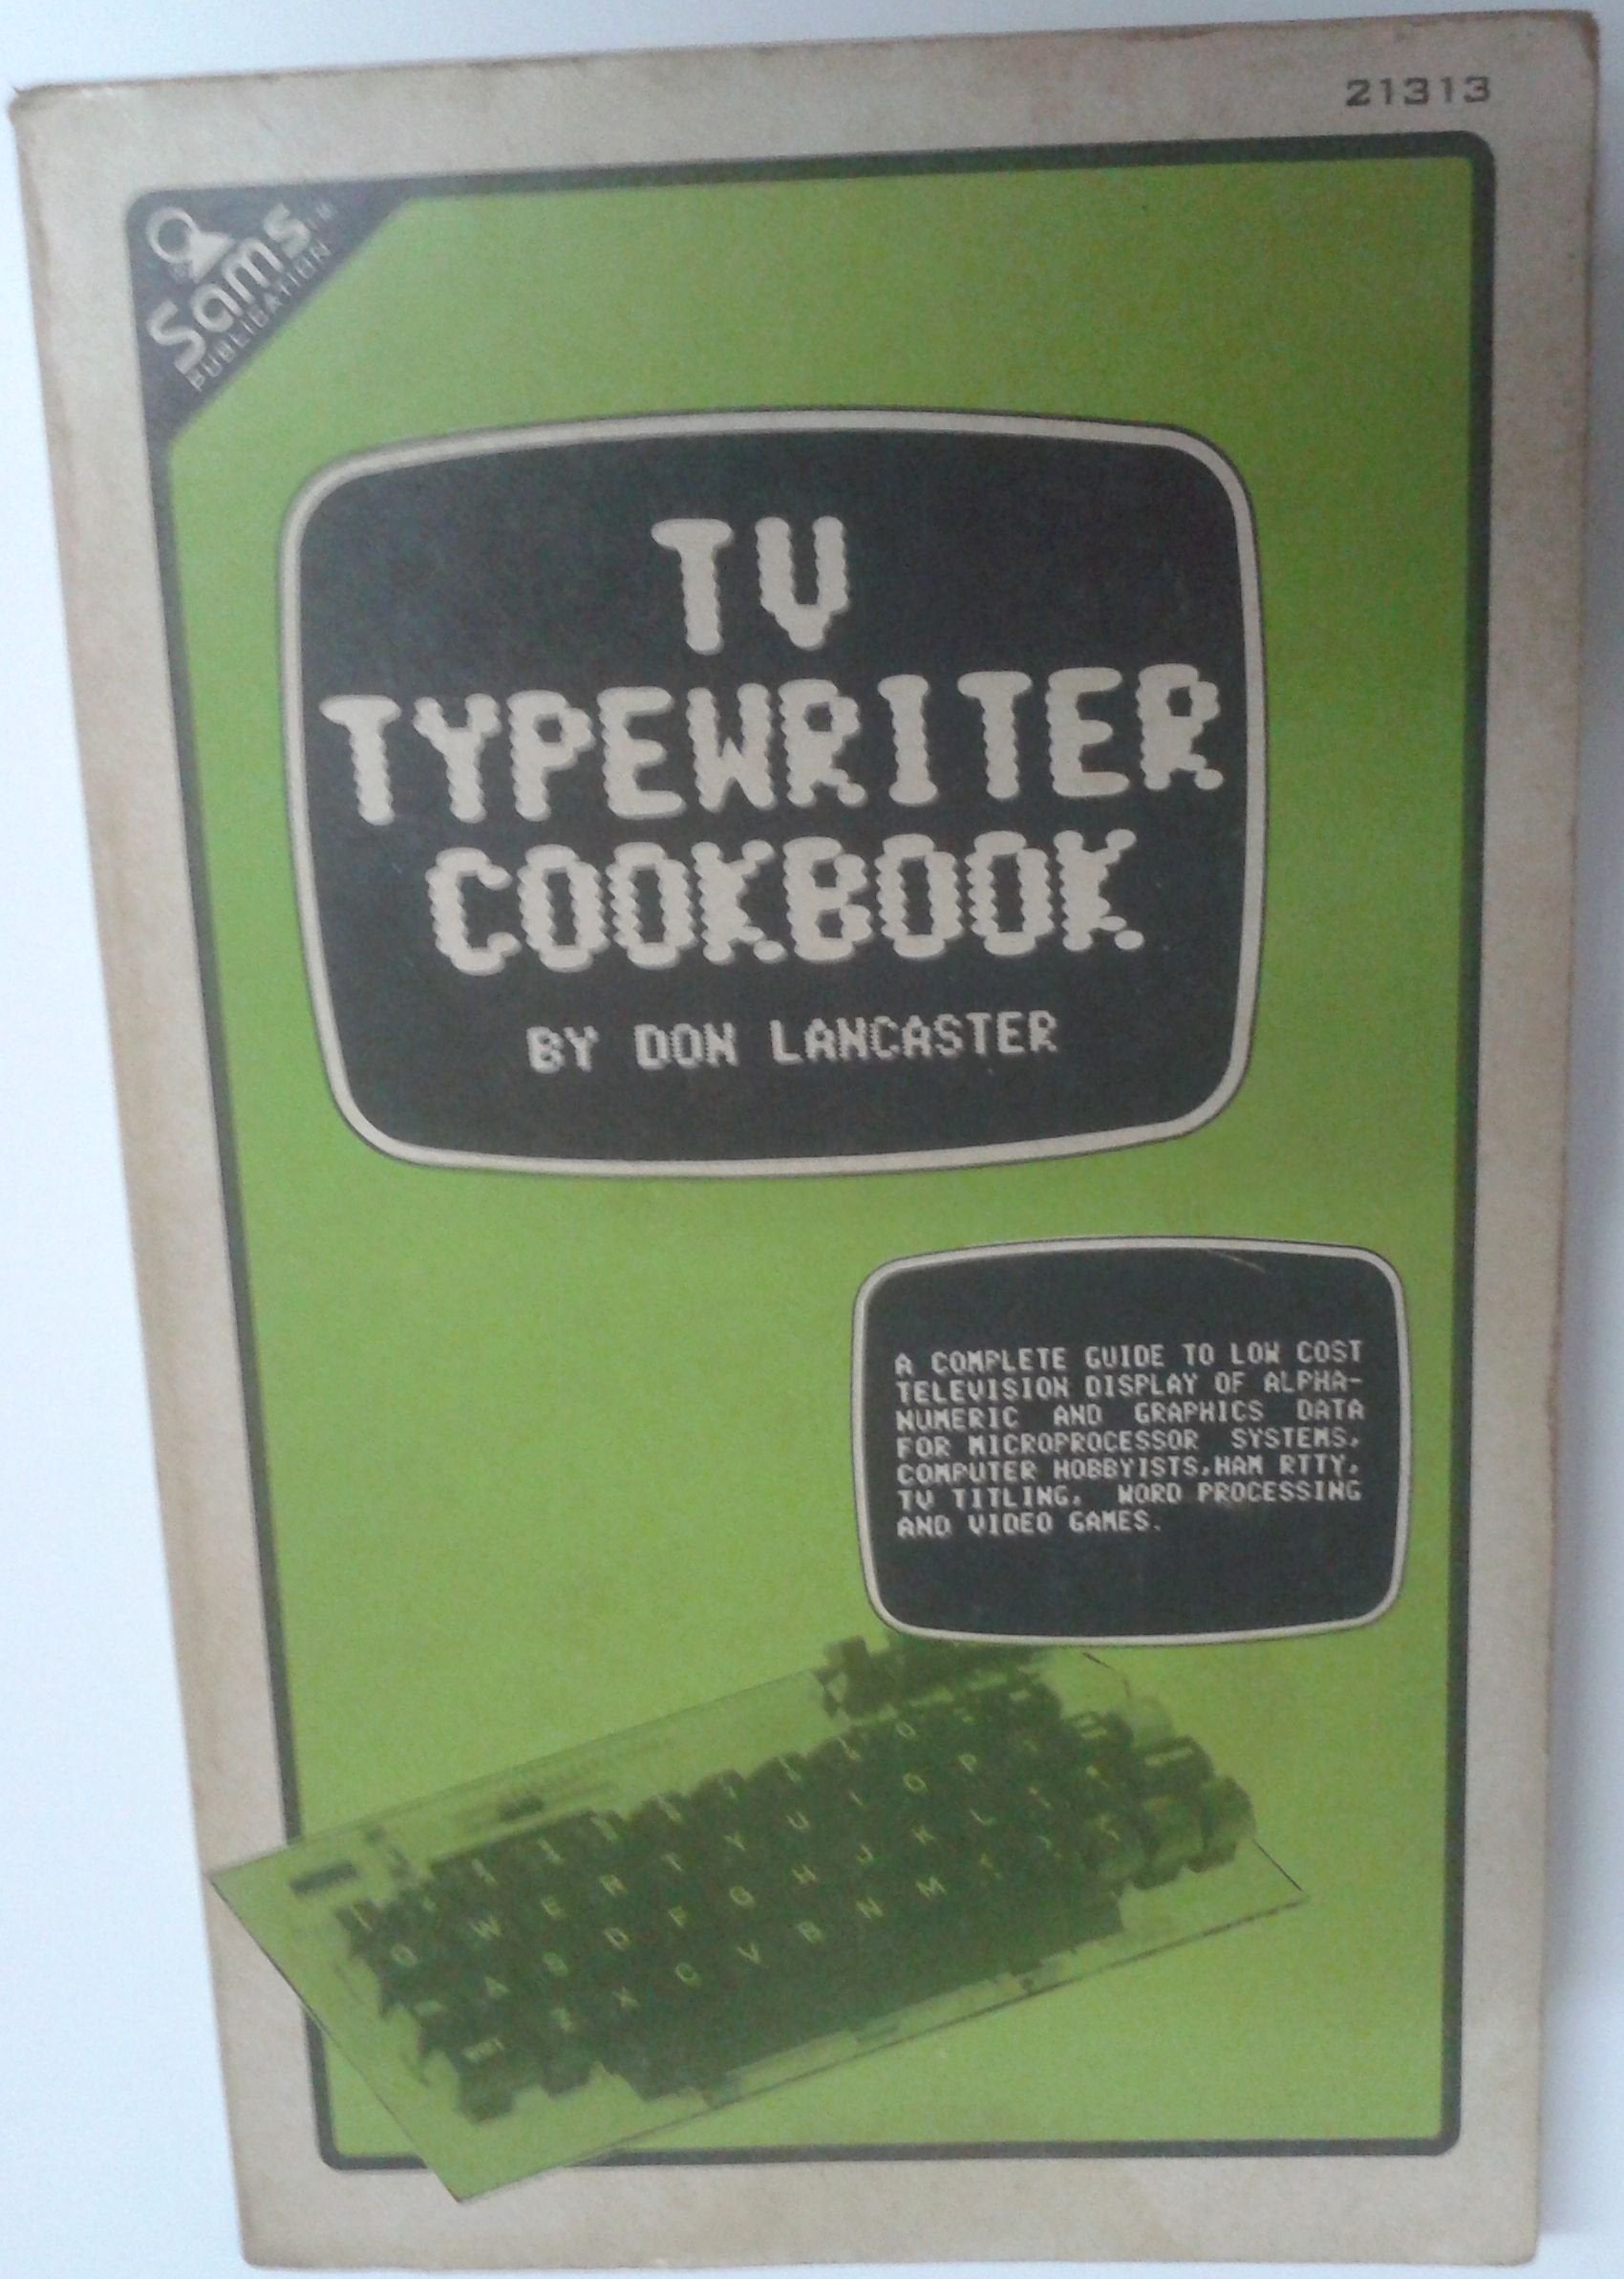 21313
Sams
PUBLICATION
TV
TYPEWRITER
COOKBOOK
BY DON LANCASTER
A COMPLETE GUIDE TO LOW COST
TELEVISION DISPLAY OF ALPHA-
NUMERIC AND GRAPHICS DATA
FOR MICROPROCESSOR SYSTEMS,
COMPUTER HOBBYISTS,HAM RTTY,
TV TITLING, WORD PROCESSING
AND VIDEO GAMES.
Q W E R T Y U I O P
A S D F G H J K L
Z X C V B N M